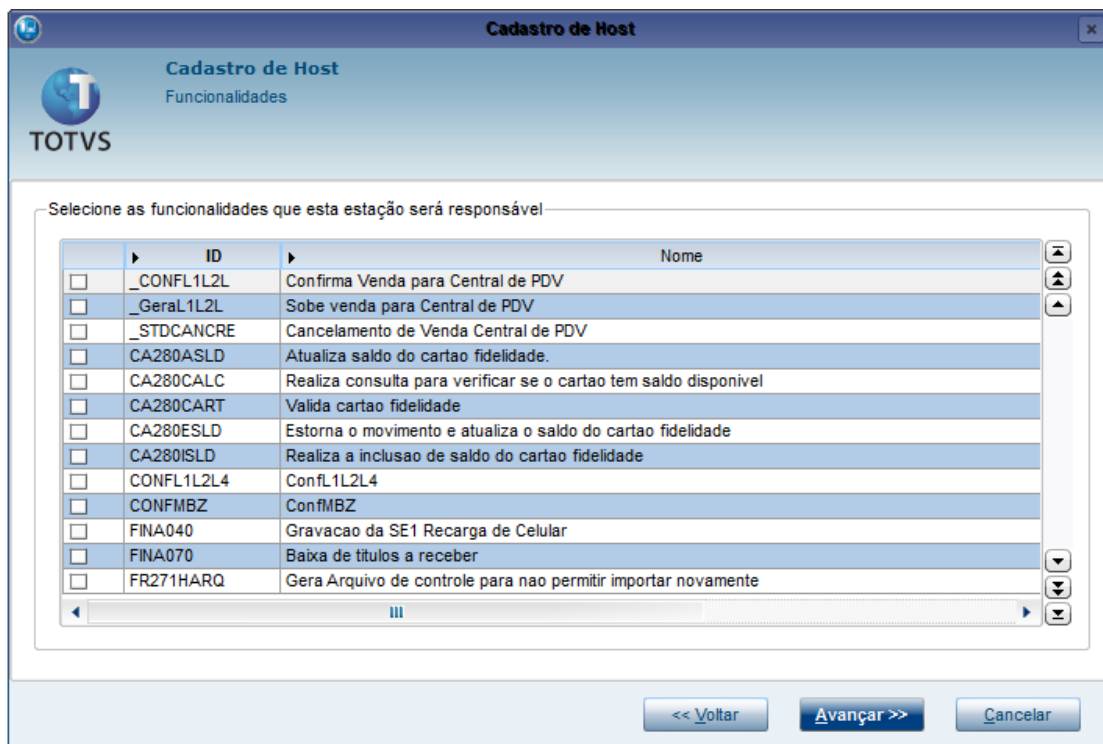 Cadastro de Host
Cadastro de Host
Funcionalidades
TOTVS
Selecione as funcionalidades que esta estação será responsável
ID Nome
_CONFL1L2L Confirma Venda para Central de PDV
_GeraL1L2L Sobe venda para Central de PDV
_STDCANCRE Cancelamento de Venda Central de PDV
CA280ASLD Atualiza saldo do cartao fidelidade.
CA280CALC Realiza consulta para verificar se o cartao tem saldo disponivel
CA280CART Valida cartao fidelidade
CA280ESLD Estorna o movimento e atualiza o saldo do cartao fidelidade
CA280ISLD Realiza a inclusao de saldo do cartao fidelidade
CONFL1L2L4 ConfL1L2L4
CONFMBZ ConfMBZ
FINA040 Gravacao da SE1 Recarga de Celular
FINA070 Baixa de titulos a receber
FR271HARQ Gera Arquivo de controle para nao permitir importar novamente
<< Voltar Avançar >> Cancelar